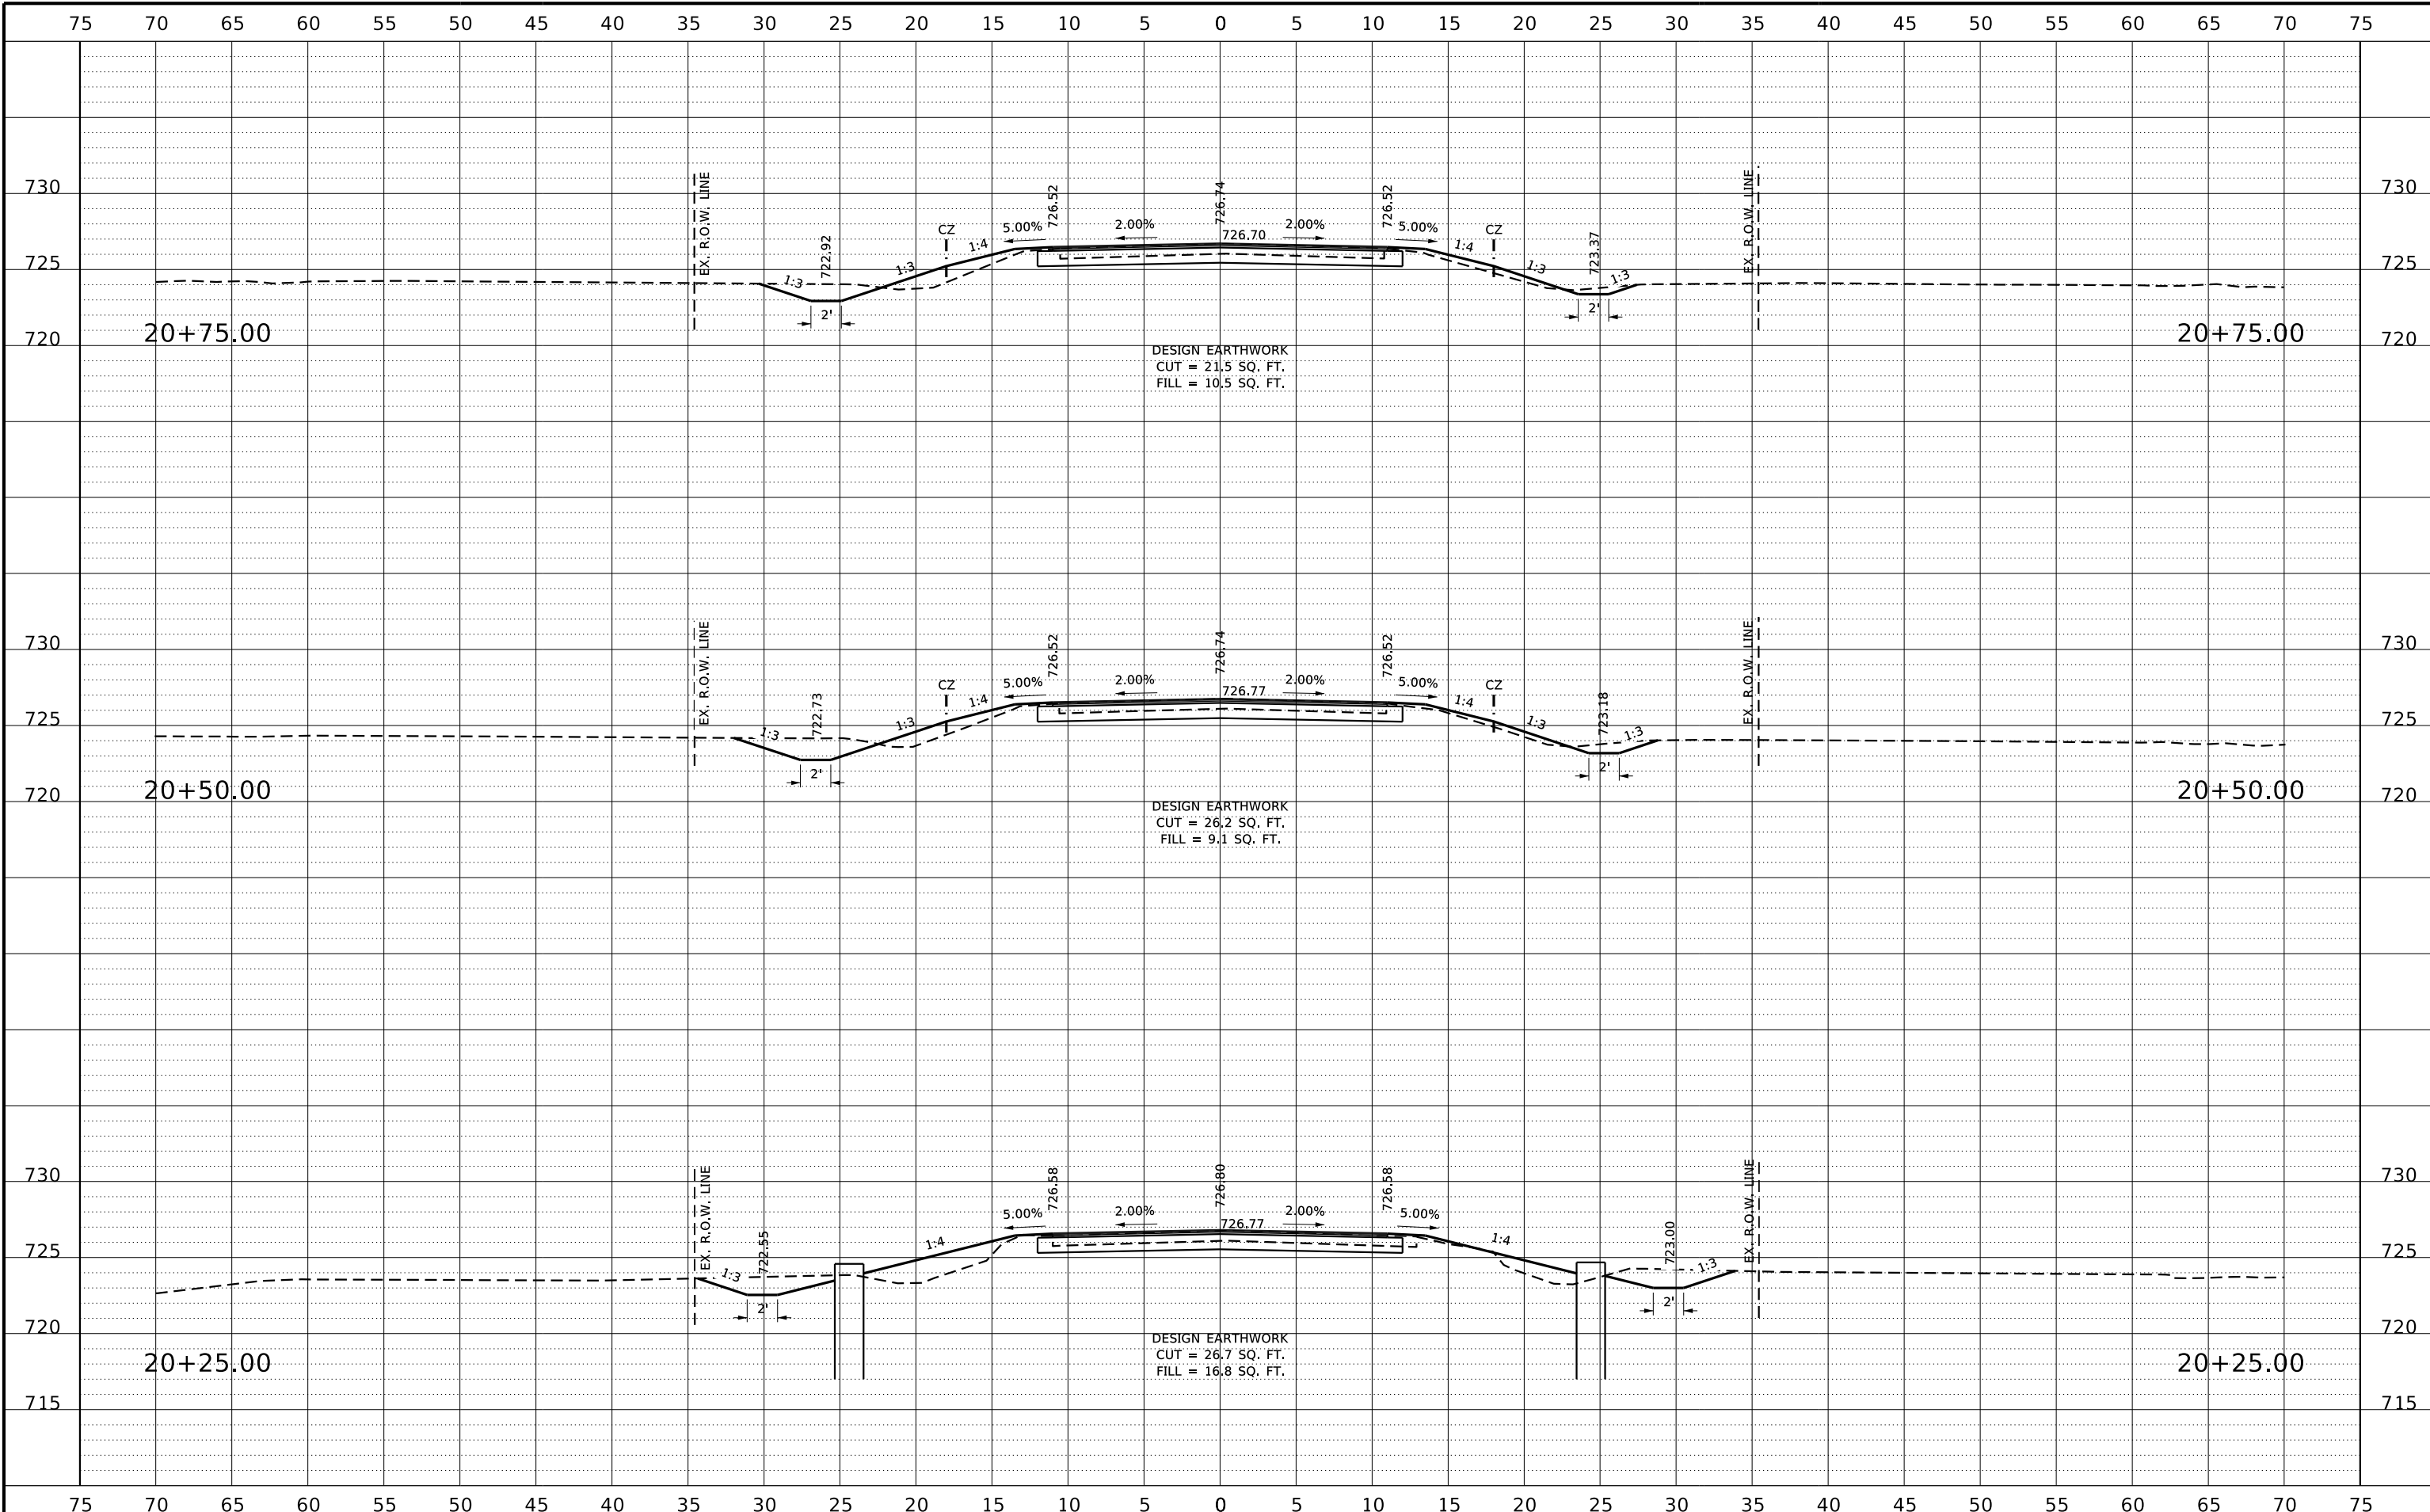 75 70 65 60 55 50 45 40 35 30 25 20 15 10 5 0 5 10 15 20 25 30 35 40 45 50 55 60 65 70 75
730 EX. R.O.W. LINE 726.52 726.74 726.52 EX. R.O.W. LINE 730
CZ 5.00% 2.00% 2.00% 5.00% CZ
722.92 1:4 726.70 1:4 723.37
725 1:3 1:3 1:3 1:3 725
2' 2'
20+75.00 20+75.00
720 720
DESIGN EARTHWORK
CUT = 21.5 SQ. FT.
FILL = 10.5 SQ. FT.
730 EX. R.O.W. LINE 726.52 726.74 726.52 EX. R.O.W. LINE 730
CZ 5.00% 2.00% 2.00% 5.00% CZ
722.73 1:4 726.77 1:4 723.18
725 1:3 1:3 1:3 1:3 725
2' 2'
20+50.00 20+50.00
720 720
DESIGN EARTHWORK
CUT = 26.2 SQ. FT.
FILL = 9.1 SQ. FT.
730 EX. R.O.W. LINE 726.58 726.80 726.58 EX. R.O.W. LINE 730
5.00% 2.00% 2.00% 5.00%
722.55 1:4 726.77 1:4 723.00
725 1:3 1:3 725
2' 2'
720 720
DESIGN EARTHWORK
CUT = 26.7 SQ. FT.
FILL = 16.8 SQ. FT.
20+25.00 20+25.00
715 715
75 70 65 60 55 50 45 40 35 30 25 20 15 10 5 0 5 10 15 20 25 30 35 40 45 50 55 60 65 70 75